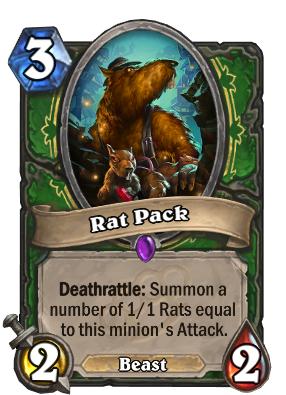 3
Rat Pack
Deathrattle: Summon a
number of 1/1 Rats equal
to this minion's Attack.
2
Beast
2